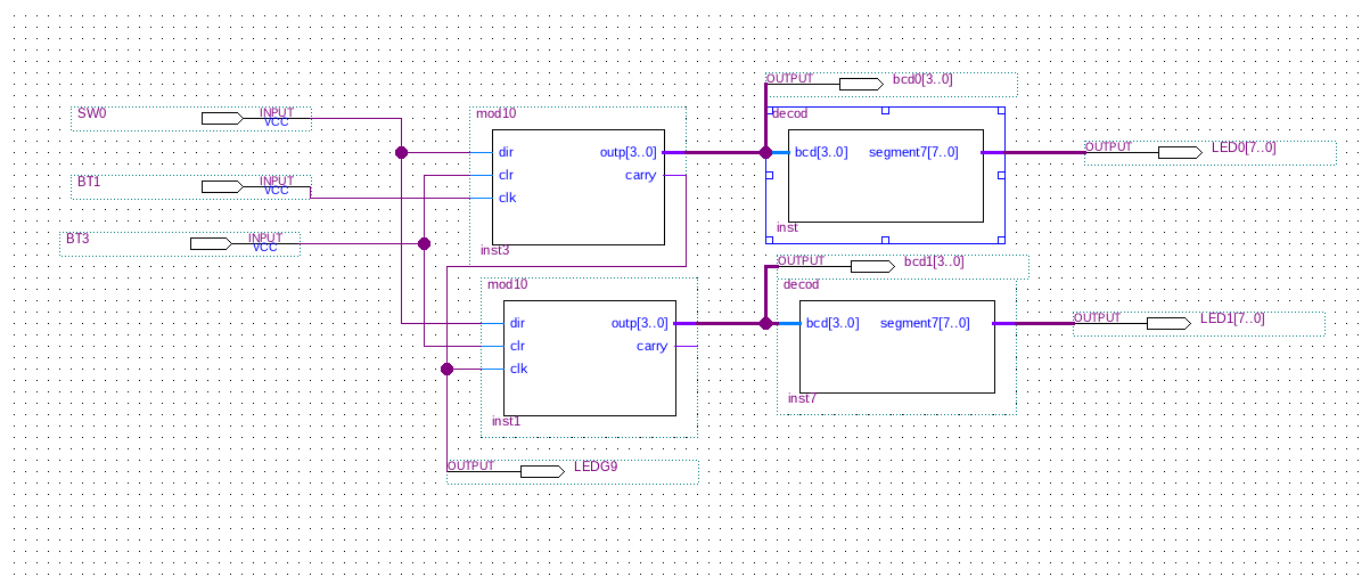 OUTPUT bcd0[3..0]
SW0 INPUT VCC
mod10
decod
dir outp[3..0]
clr carry
clk
inst3
bcd[3..0] segment7[7..0]
inst
OUTPUT LED0[7..0]
BT1 INPUT VCC
BT3 INPUT VCC
OUTPUT bcd1[3..0]
mod10
decod
dir outp[3..0]
clr carry
clk
inst1
bcd[3..0] segment7[7..0]
inst7
OUTPUT LED1[7..0]
OUTPUT LEDG9